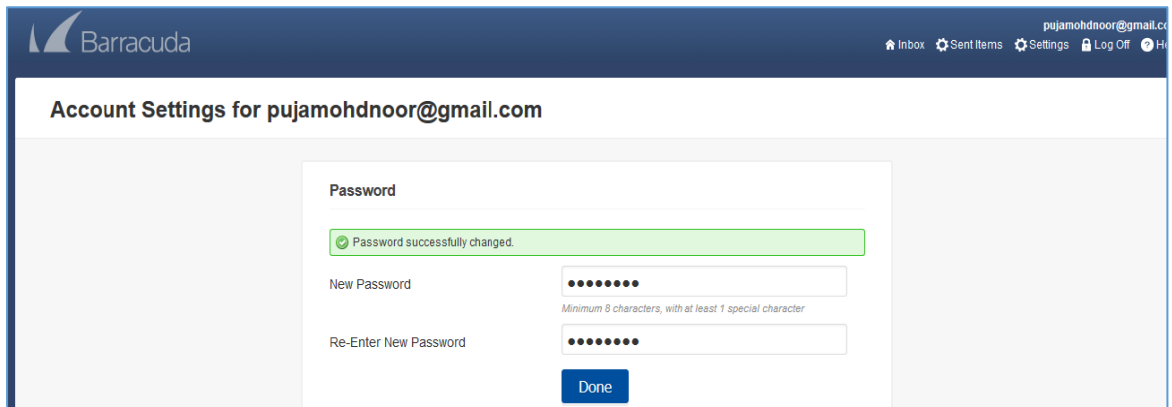 Barracuda
pujamohdnoor@gmail.co
Inbox Sent Items Settings Log Off
Account Settings for pujamohdnoor@gmail.com
Password
Password successfully changed.
New Password ●●●●●●●●
Minimum 8 characters, with at least 1 special character
Re-Enter New Password ●●●●●●●●
Done